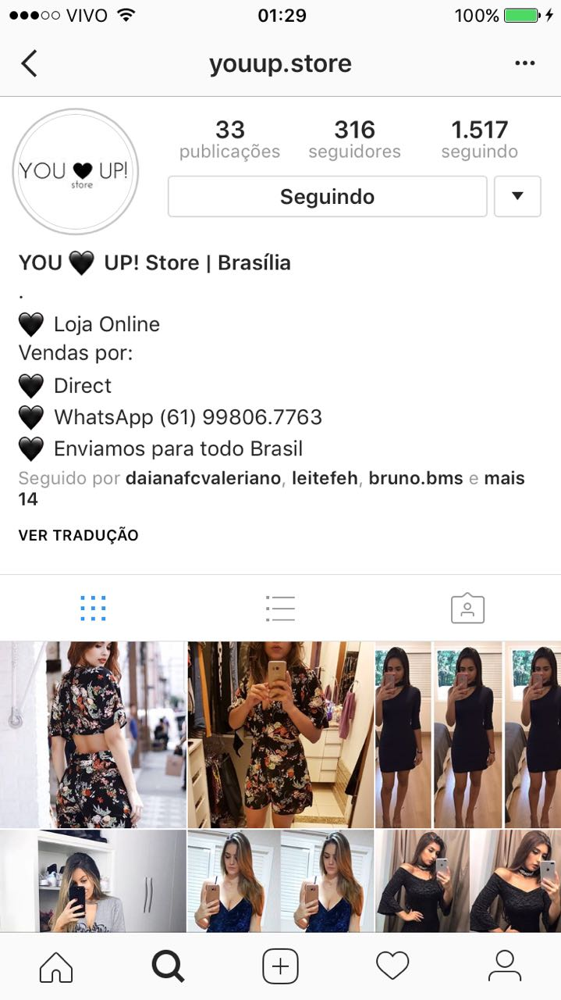 VIVO 01:29 100%
youup.store
33 316 1.517
publicações seguidores seguindo
YOU 🖤 UP!
store
Seguindo
YOU 🖤 UP! Store | Brasília
.
🖤 Loja Online
Vendas por:
🖤 Direct
🖤 WhatsApp (61) 99806.7763
🖤 Enviamos para todo Brasil
Seguido por daianafcvaleriano, leitefeh, bruno.bms e mais
14
VER TRADUÇÃO